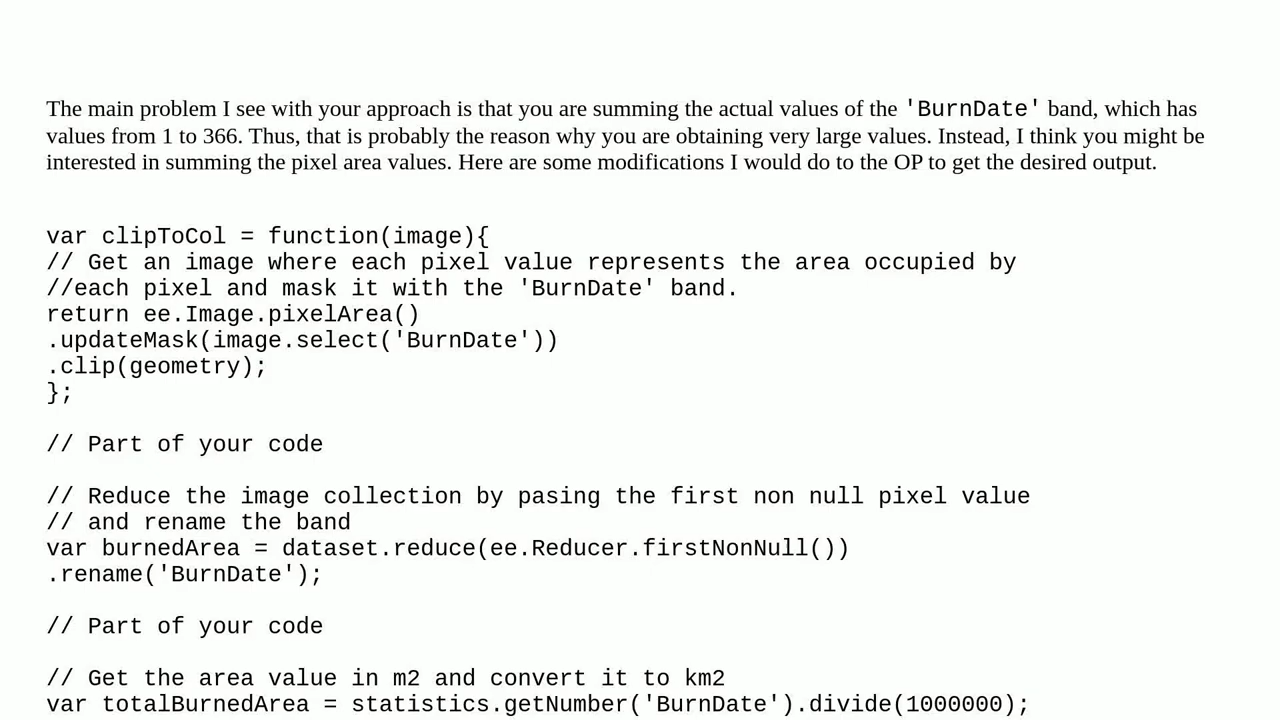 The main problem I see with your approach is that you are summing the actual values of the 'BurnDate' band, which has
values from 1 to 366. Thus, that is probably the reason why you are obtaining very large values. Instead, I think you might be
interested in summing the pixel area values. Here are some modifications I would do to the OP to get the desired output.
var clipToCol = function(image){
// Get an image where each pixel value represents the area occupied by
//each pixel and mask it with the 'BurnDate' band.
return ee.Image.pixelArea()
.updateMask(image.select('BurnDate'))
.clip(geometry);
};
// Part of your code
// Reduce the image collection by pasing the first non null pixel value
// and rename the band
var burnedArea = dataset.reduce(ee.Reducer.firstNonNull())
.rename('BurnDate');
// Part of your code
// Get the area value in m2 and convert it to km2
var totalBurnedArea = statistics.getNumber('BurnDate').divide(1000000);